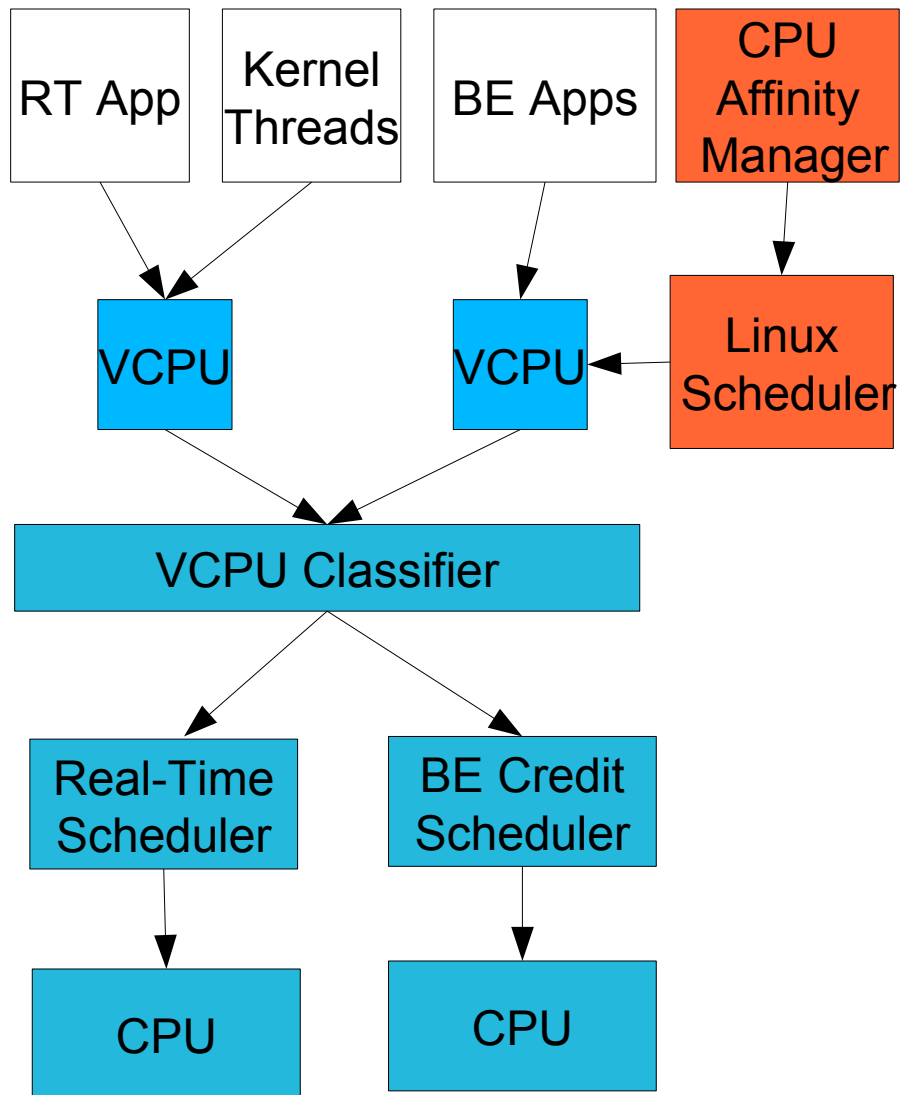 RT App
Kernel
Threads
BE Apps
CPU
Affinity
Manager
VCPU
VCPU
Linux
Scheduler
VCPU Classifier
Real-Time
Scheduler
BE Credit
Scheduler
CPU
CPU